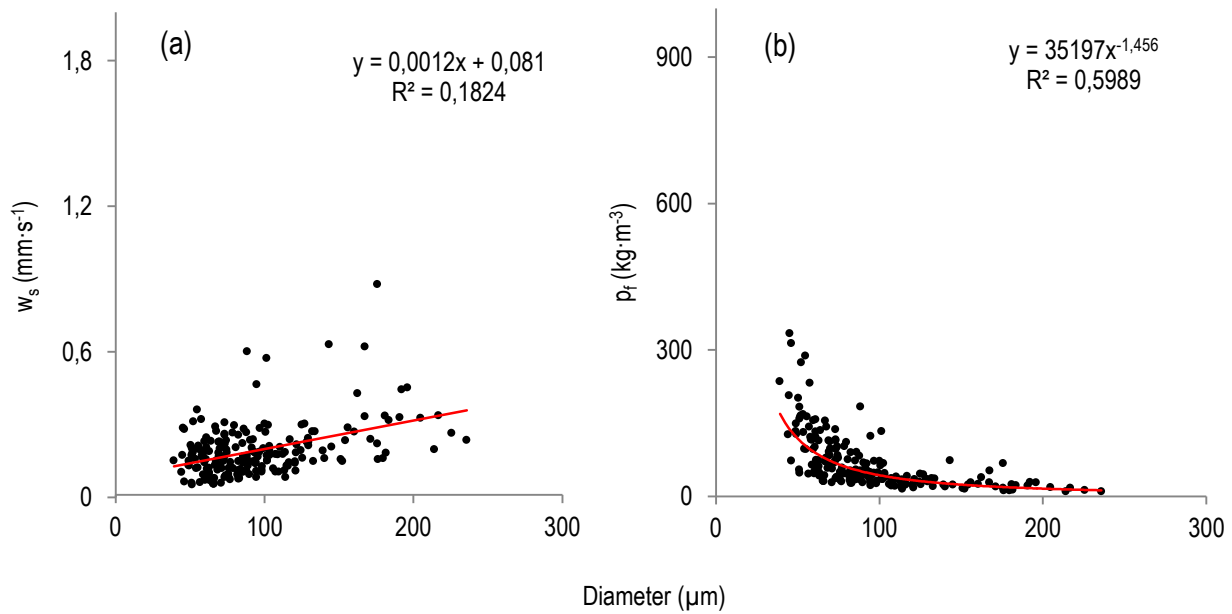 (a)
y = 0,0012x + 0,081
R² = 0,1824
1,8
1,2
0,6
0
wₛ (mm·s⁻¹)
0
100
200
300
(b)
y = 35197x⁻¹,⁴⁵⁶
R² = 0,5989
900
600
300
0
p_f (kg·m⁻³)
0
100
200
300
Diameter (µm)